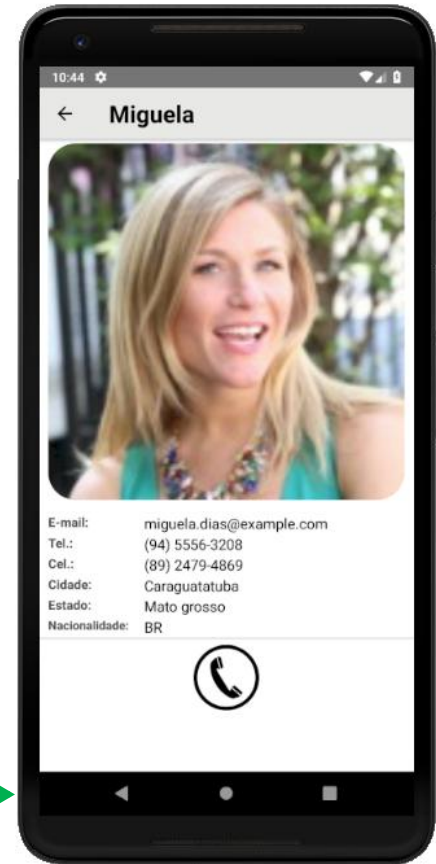 10:44
Miguela
E-mail: miguela.dias@example.com
Tel.: (94) 5556-3208
Cel.: (89) 2479-4869
Cidade: Caraguatatuba
Estado: Mato grosso
Nacionalidade: BR